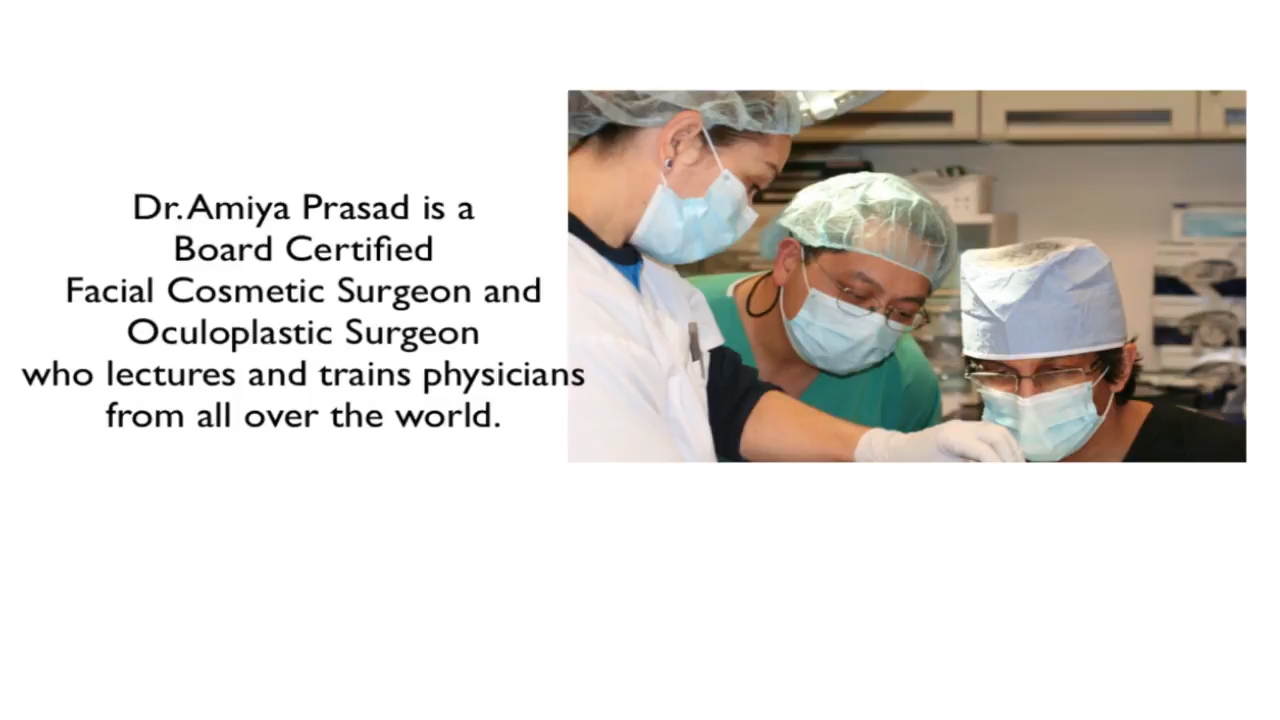 Dr. Amiya Prasad is a
Board Certified
Facial Cosmetic Surgeon and
Oculoplastic Surgeon
who lectures and trains physicians
from all over the world.